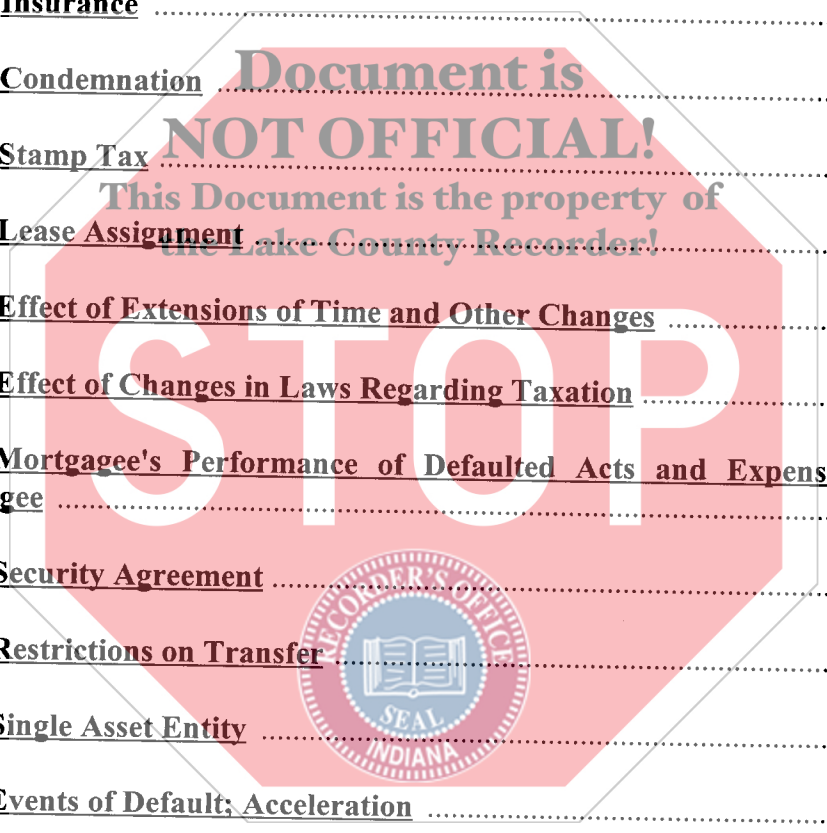 Insurance ........................................
Document is
Condemnation ........................................
NOT OFFICIAL!
Stamp Tax ........................................
This Document is the property of
Lease Assignment ........................................
the Lake County Recorder!
Effect of Extensions of Time and Other Changes ....................
STOP
Effect of Changes in Laws Regarding Taxation ....................
Mortgagee's Performance of Defaulted Acts and Expens
gee ........................................
Security Agreement ........................................
RECORDER'S OFFICE
Restrictions on Transfer ........................................
SEAL
INDIANA
Single Asset Entity ........................................
Events of Default; Acceleration ........................................